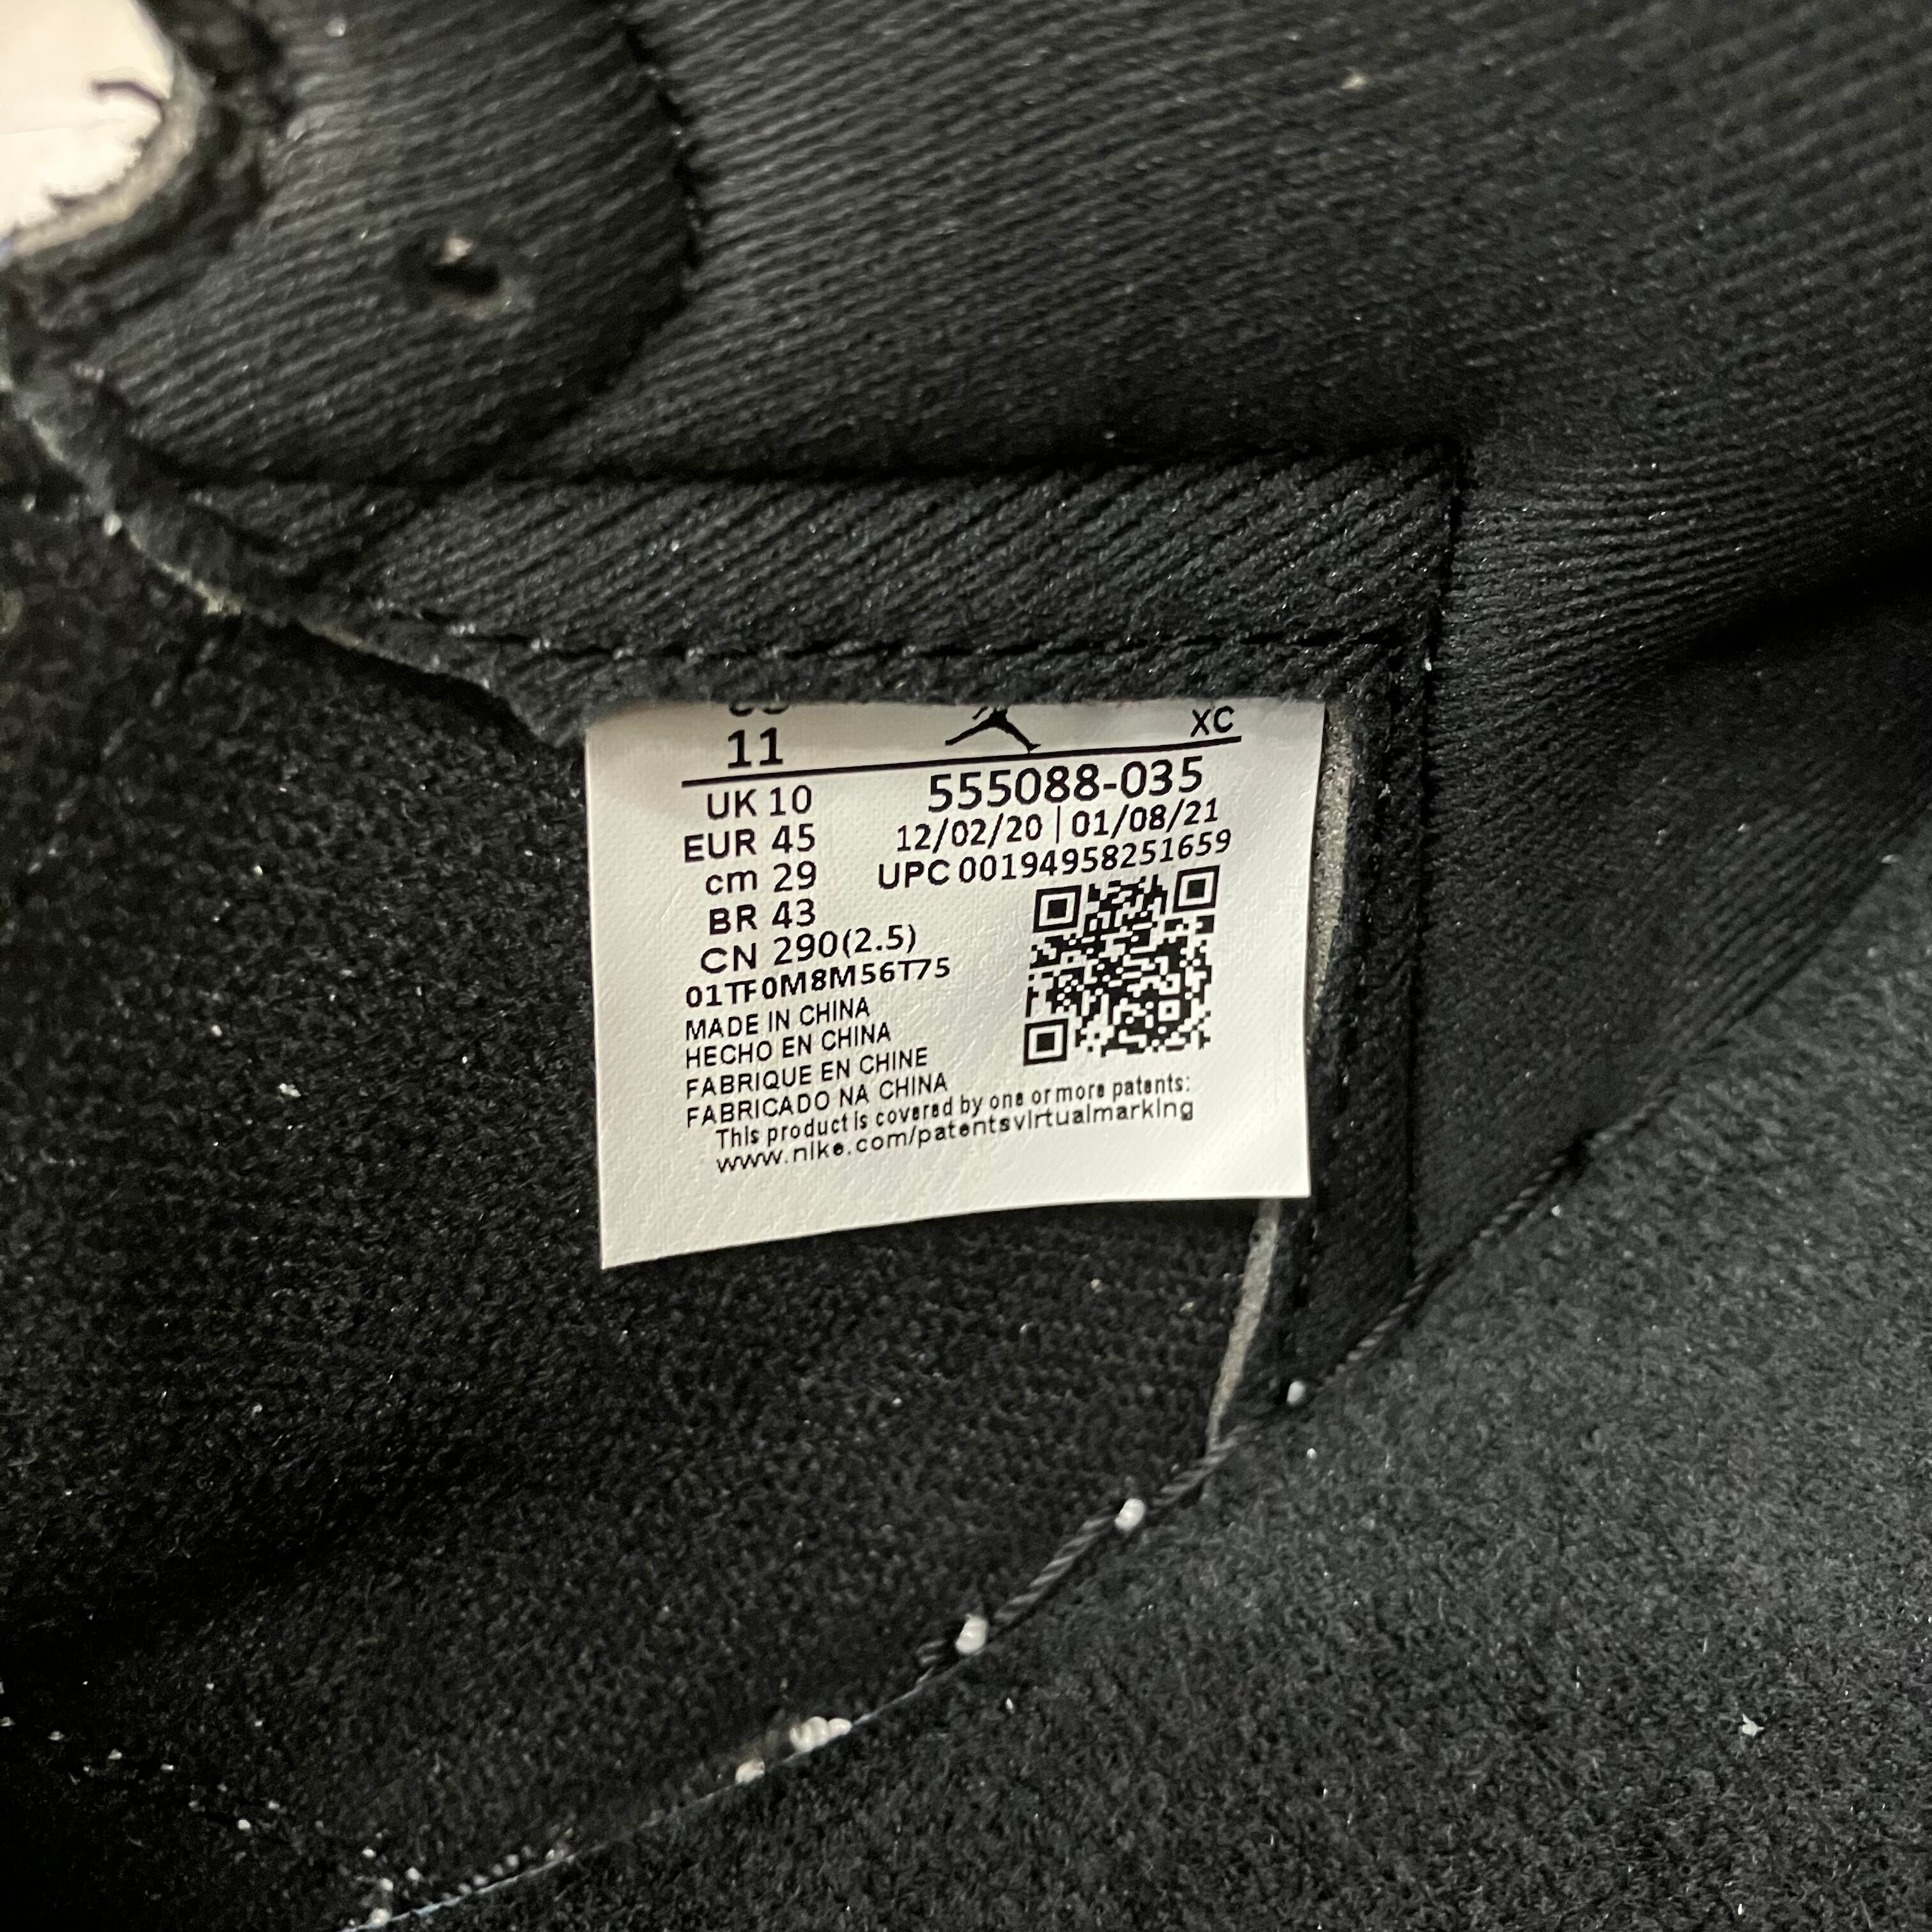 11 XC
UK 10 555088-035
EUR 45 12/02/20 | 01/08/21
cm 29 UPC 00194958251659
BR 43
CN 290(2.5)
01TF0M8M56T75
MADE IN CHINA
HECHO EN CHINA
FABRIQUE EN CHINE
FABRICADO NA CHINA
This product is covered by one or more patents:
www.nike.com/patentsvirtualmarking